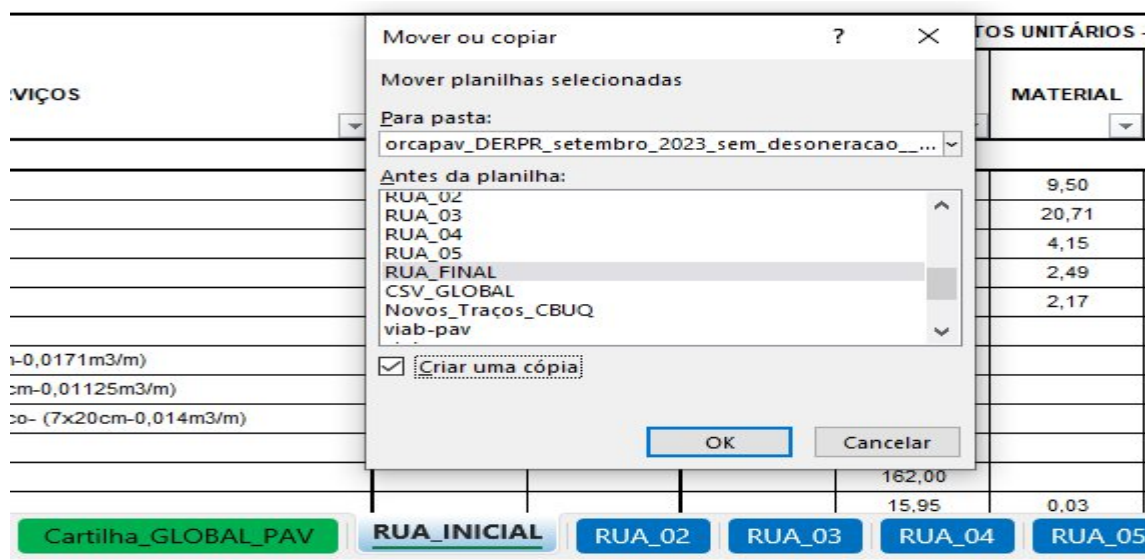 Mover ou copiar ? TOS UNITÁRIOS -
Mover planilhas selecionadas
VIÇOS MATERIAL
Para pasta:
orcapav_DERPR_setembro_2023_sem_desoneracao__...
Antes da planilha:
RUA_02 9,50
RUA_03 20,71
RUA_04 4,15
RUA_05
RUA_FINAL 2,49
CSV_GLOBAL
Novos_Traços_CBUQ 2,17
viab-pav
-0,0171m3/m) Criar uma cópia
cm-0,01125m3/m)
co- (7x20cm-0,014m3/m)
OK Cancelar
162,00
15,95 0,03
Cartilha_GLOBAL_PAV RUA_INICIAL RUA_02 RUA_03 RUA_04 RUA_05